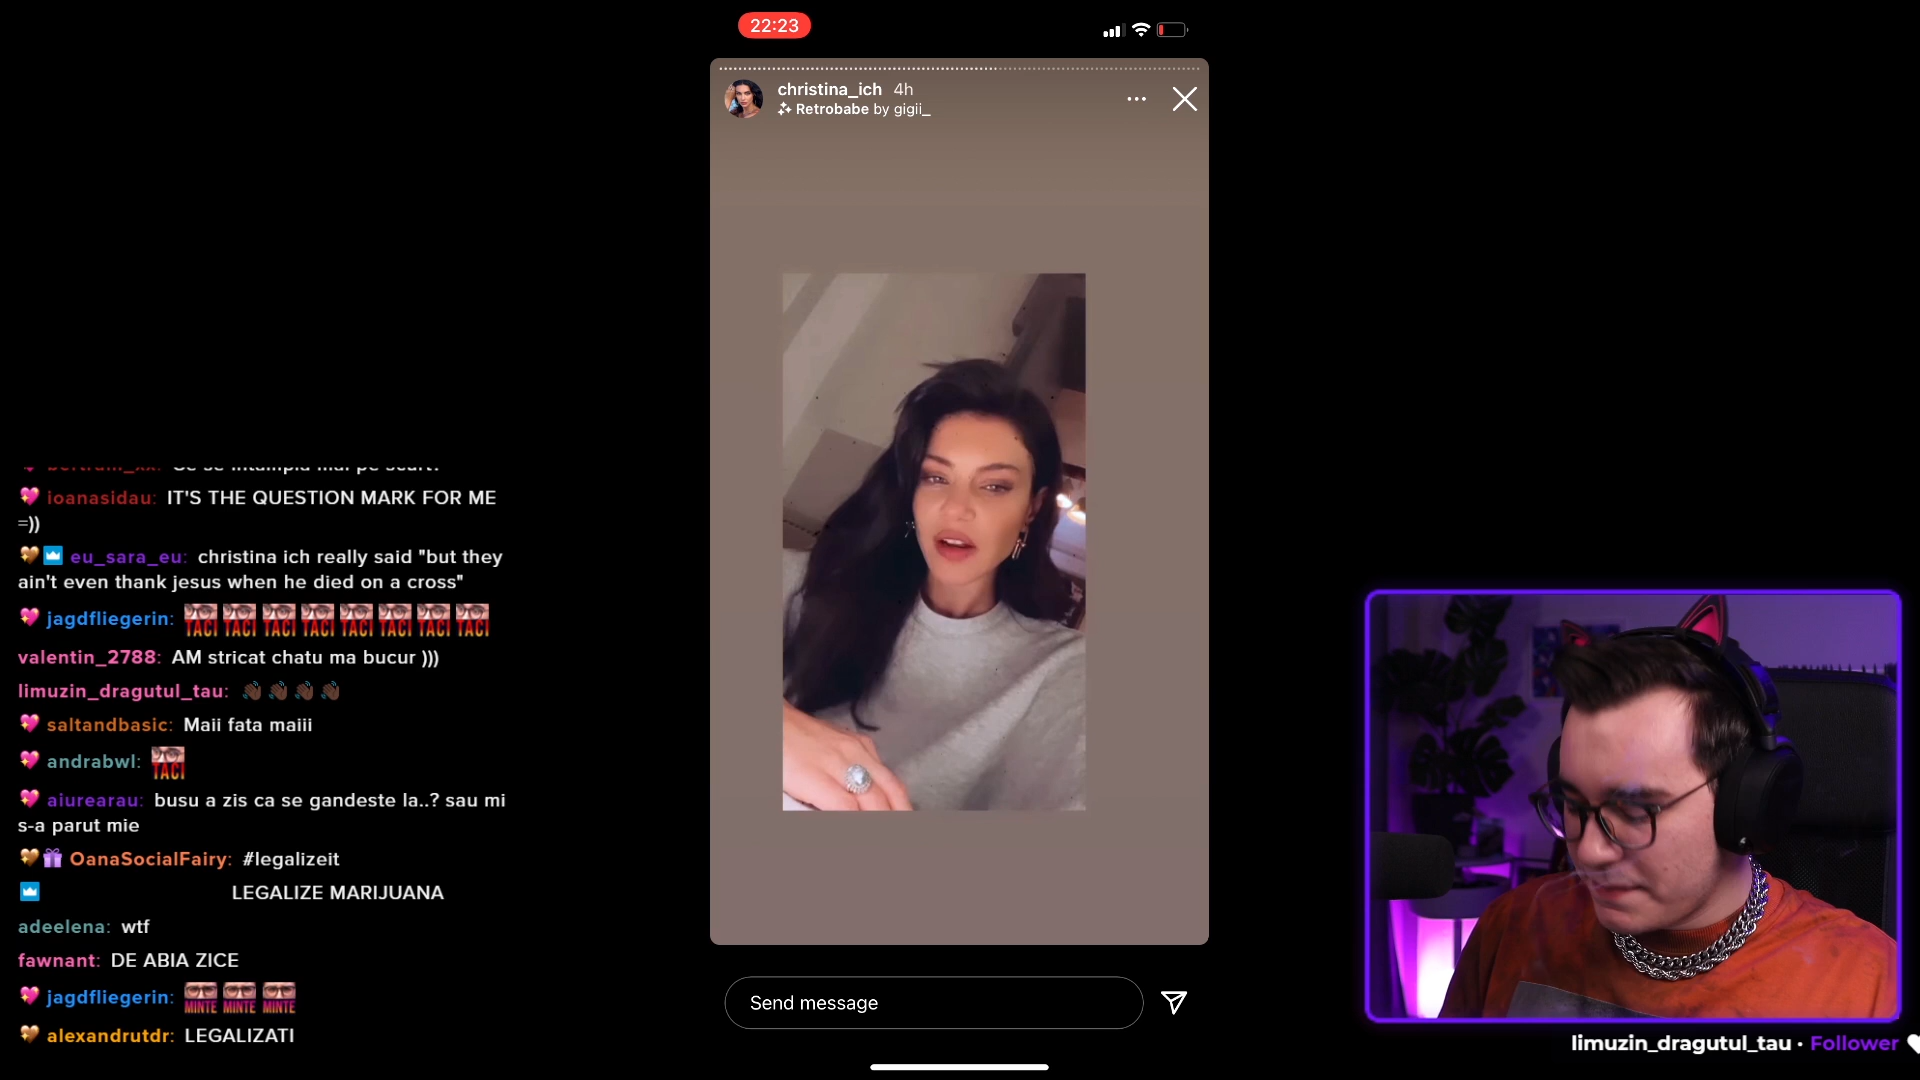 22:23
christina_ich 4h
Retrobabe by gigii_
ioanasidau: IT'S THE QUESTION MARK FOR ME
=))
eu_sara_eu: christina ich really said "but they
ain't even thank jesus when he died on a cross"
jagdfliegerin: TACI TACI TACI TACI TACI TACI TACI TACI
valentin_2788: AM stricat chatu ma bucur )))
limuzin_dragutul_tau:
saltandbasic: Maii fata maiii
andrabwl: TACI
aiurearau: busu a zis ca se gandeste la..? sau mi
s-a parut mie
OanaSocialFairy: #legalizeit
LEGALIZE MARIJUANA
adeelena: wtf
fawnant: DE ABIA ZICE
jagdfliegerin: MINTE MINTE MINTE
alexandrutdr: LEGALIZATI
Send message
limuzin_dragutul_tau • Follower